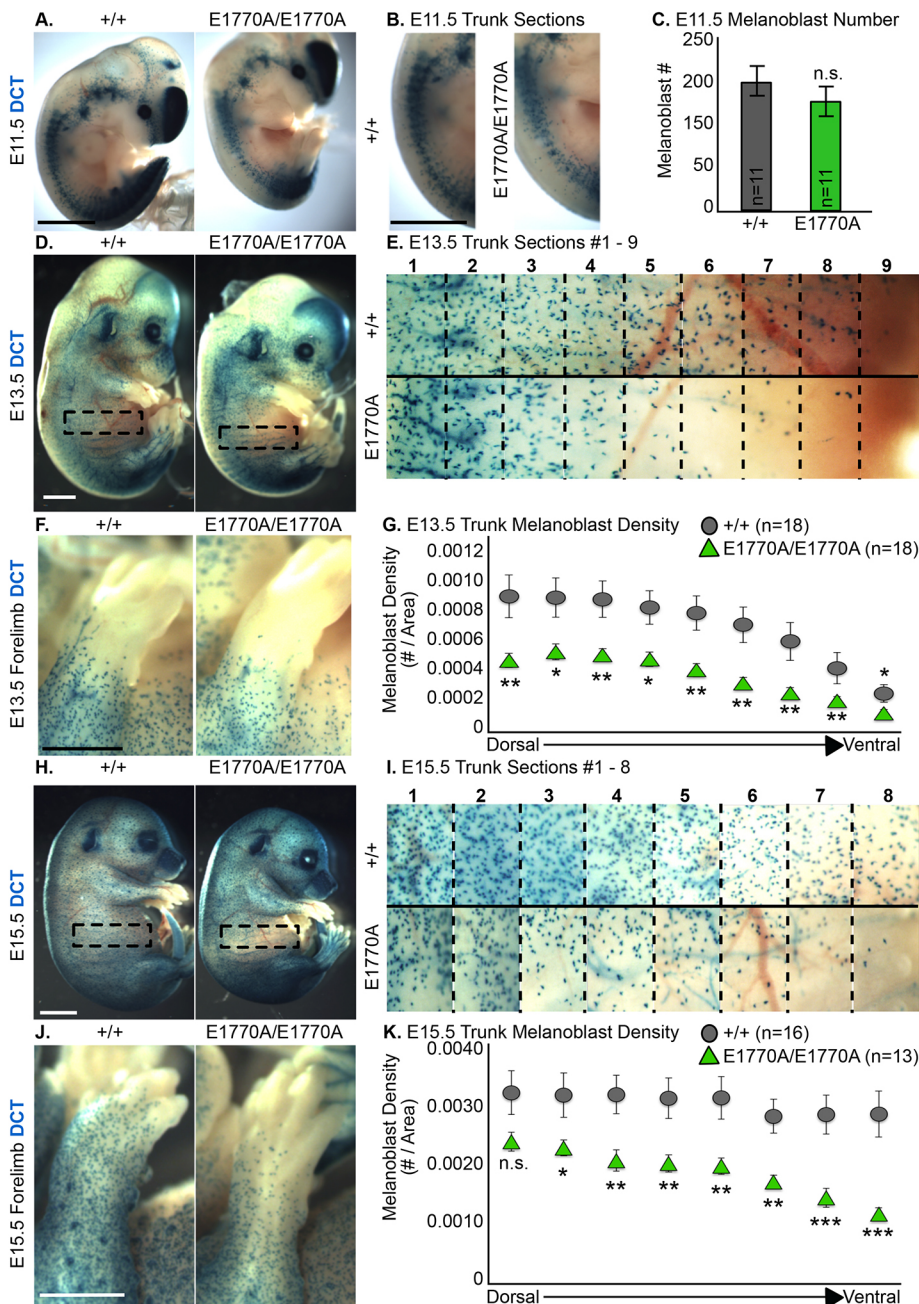 A. +/+ E1770A/E1770A
E11.5 DCT
B. E11.5 Trunk Sections
+/+
E1770A/E1770A
C. E11.5 Melanoblast Number
Melanoblast #
250
200
150
50
0
n.s.
n=11
n=11
+/+ E1770A
D. +/+ E1770A/E1770A
E13.5 DCT
E. E13.5 Trunk Sections #1 - 9
1 2 3 4 5 6 7 8 9
+/+
E1770A
F. +/+ E1770A/E1770A
E13.5 Forelimb DCT
G. E13.5 Trunk Melanoblast Density
+/+ (n=18)
E1770A/E1770A (n=18)
Melanoblast Density
(# / Area)
0.0012
0.0010
0.0008
0.0006
0.0004
0.0002
0
** * ** * ** ** ** ** *
Dorsal Ventral
H. +/+ E1770A/E1770A
E15.5 DCT
I. E15.5 Trunk Sections #1 - 8
1 2 3 4 5 6 7 8
+/+
E1770A
J. +/+ E1770A/E1770A
E15.5 Forelimb DCT
K. E15.5 Trunk Melanoblast Density
+/+ (n=16)
E1770A/E1770A (n=13)
Melanoblast Density
(# / Area)
0.0040
0.0030
0.0020
0.0010
0
n.s. * ** ** ** ** *** ***
Dorsal Ventral